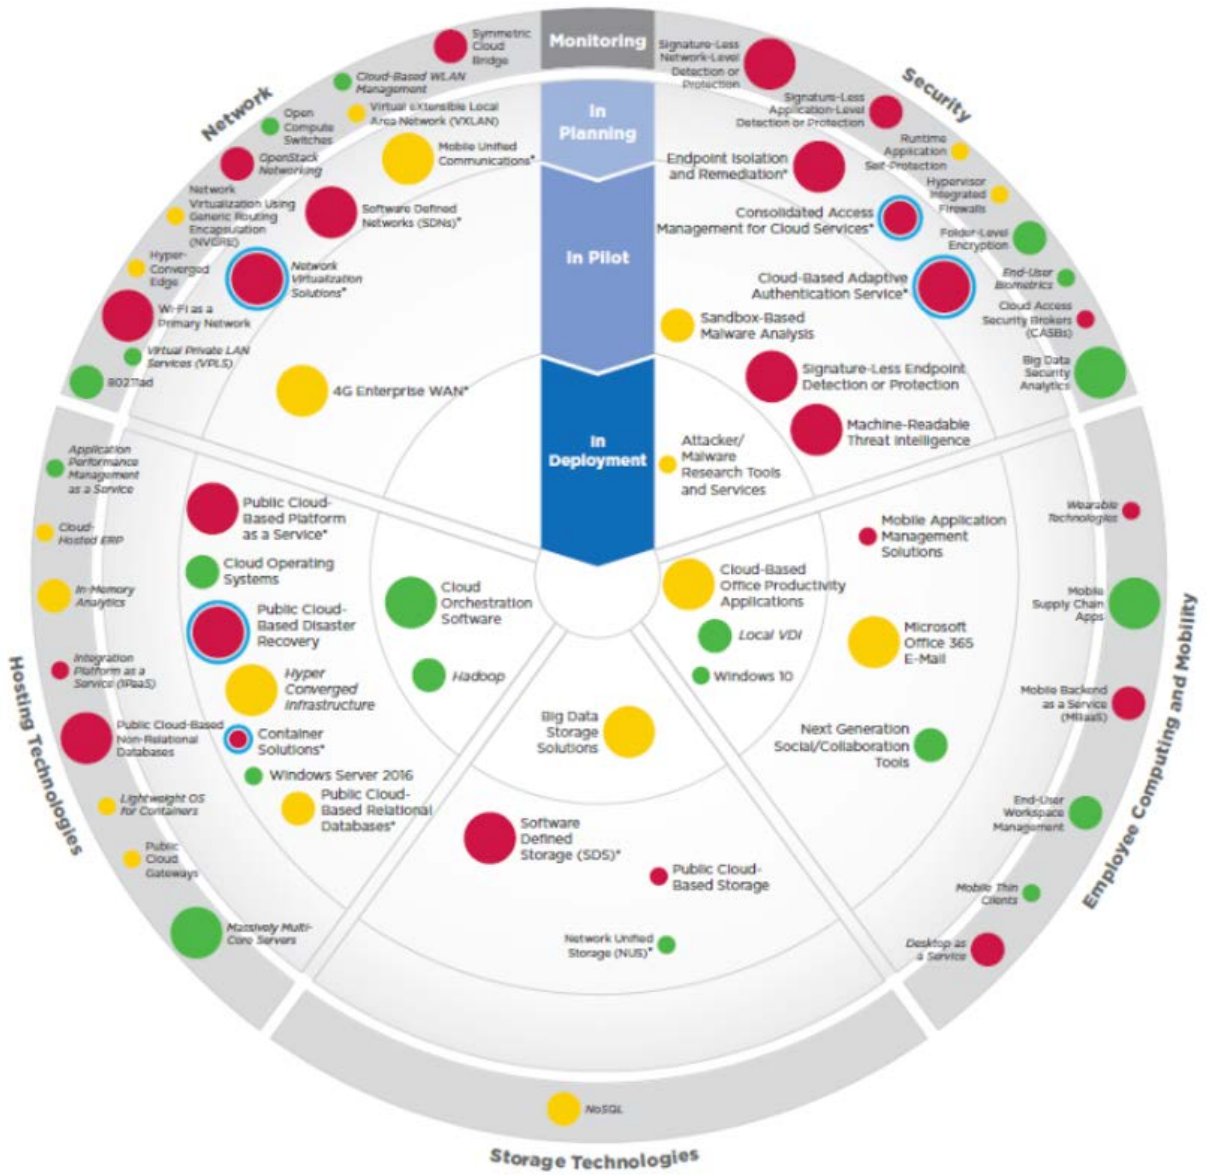 Monitoring
In
Planning
In Pilot
In
Deployment
Network
Symmetric
Cloud
Bridge
Cloud-Based WLAN
Management
Virtual eXtensible Local
Area Network (VXLAN)
Open
Compute
Switches
Mobile Unified
Communications*
OpenStack
Networking
Network
Virtualization Using
Generic Routing
Encapsulation
(NVGRE)
Software Defined
Networks (SDNs)*
Hyper-
Converged
Edge
Network
Virtualization
Solutions*
Wi-Fi as a
Primary Network
Virtual Private LAN
Services (VPLS)
802.11ad
4G Enterprise WAN*
Security
Signature-Less
Network-Level
Detection or
Protection
Signature-Less
Application-Level
Detection or Protection
Runtime
Application
Self-Protection
Endpoint Isolation
and Remediation*
Hypervisor
Integrated
Firewalls
Consolidated Access
Management for Cloud Services*
Folder-Level
Encryption
End-User
Biometrics
Cloud-Based Adaptive
Authentication Service*
Cloud Access
Security Brokers
(CASBs)
Sandbox-Based
Malware Analysis
Big Data
Security
Analytics
Signature-Less Endpoint
Detection or Protection
Machine-Readable
Threat Intelligence
Attacker/
Malware
Research Tools
and Services
Hosting Technologies
Application
Performance
Management
as a Service
Cloud-
Hosted ERP
In-Memory
Analytics
Integration
Platform as a
Service (IPaaS)
Public Cloud-Based
Non-Relational
Databases
Lightweight OS
for Containers
Public
Cloud
Gateways
Massively Multi-
Core Servers
Public Cloud-
Based Platform
as a Service*
Cloud Operating
Systems
Public Cloud-
Based Disaster
Recovery
Hyper
Converged
Infrastructure
Container
Solutions*
Windows Server 2016
Public Cloud-
Based Relational
Databases*
Cloud
Orchestration
Software
Hadoop
Employee Computing and Mobility
Wearable
Technologies
Mobile Application
Management
Solutions
Cloud-Based
Office Productivity
Applications
Mobile
Supply Chain
Apps
Local VDI
Microsoft
Office 365
E-Mail
Windows 10
Mobile Backend
as a Service
(MBaaS)
Next Generation
Social/Collaboration
Tools
End-User
Workspace
Management
Mobile Thin
Clients
Desktop as
a Service
Big Data
Storage
Solutions
Software
Defined
Storage (SDS)*
Public Cloud-
Based Storage
Network Unified
Storage (NUS)*
NoSQL
Storage Technologies